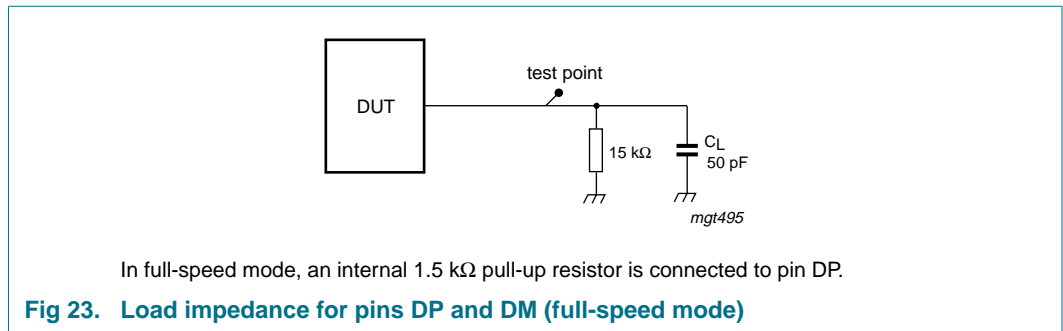 test point
DUT
15 kΩ
CL
50 pF
mgt495
In full-speed mode, an internal 1.5 kΩ pull-up resistor is connected to pin DP.
Fig 23. Load impedance for pins DP and DM (full-speed mode)